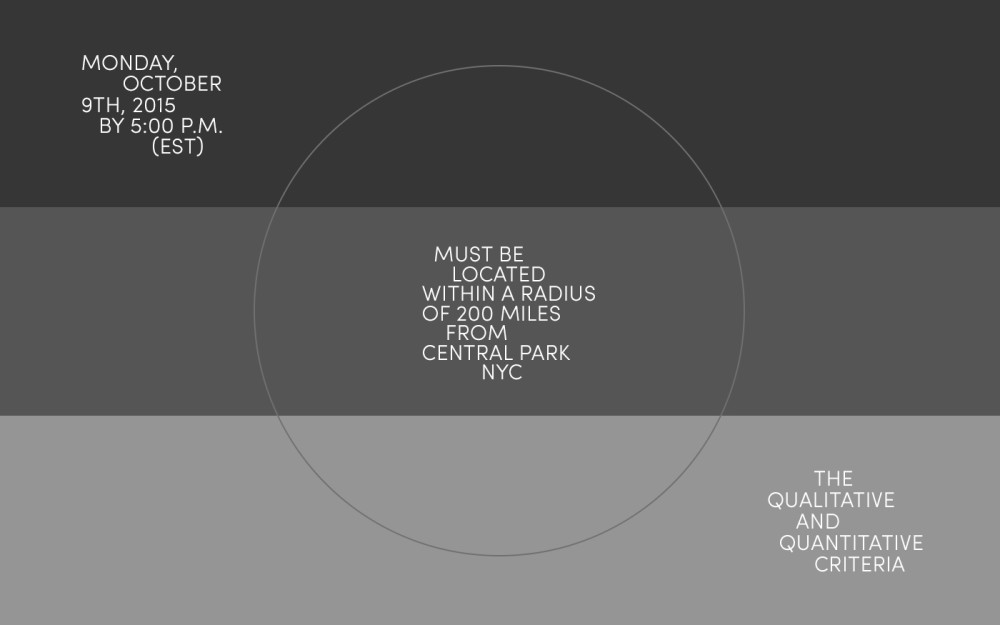 MONDAY,
OCTOBER
9TH, 2015
BY 5:00 P.M.
(EST)
MUST BE
LOCATED
WITHIN A RADIUS
OF 200 MILES
FROM
CENTRAL PARK
NYC
THE
QUALITATIVE
AND
QUANTITATIVE
CRITERIA